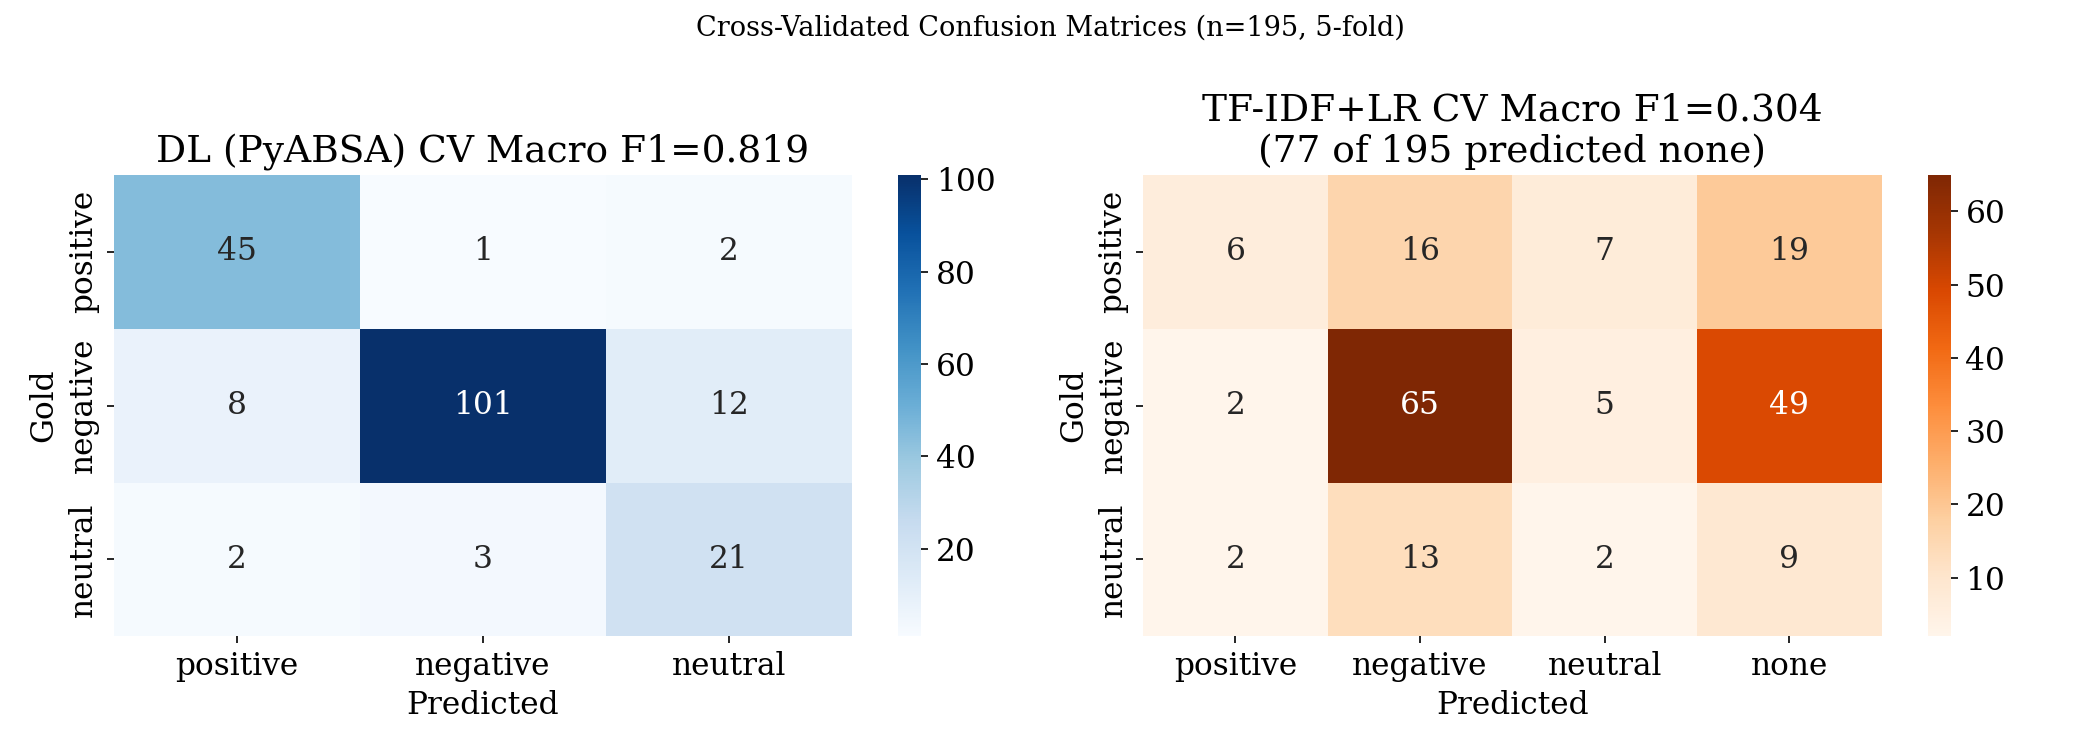 Cross-Validated Confusion Matrices (n=195, 5-fold)
DL (PyABSA) CV Macro F1=0.819
Gold
positive
negative
neutral
45 1 2
8 101 12
2 3 21
positive negative neutral
Predicted
100
80
60
40
20
TF-IDF+LR CV Macro F1=0.304
(77 of 195 predicted none)
Gold
positive
negative
neutral
6 16 7 19
2 65 5 49
2 13 2 9
positive negative neutral none
Predicted
60
50
40
30
20
10